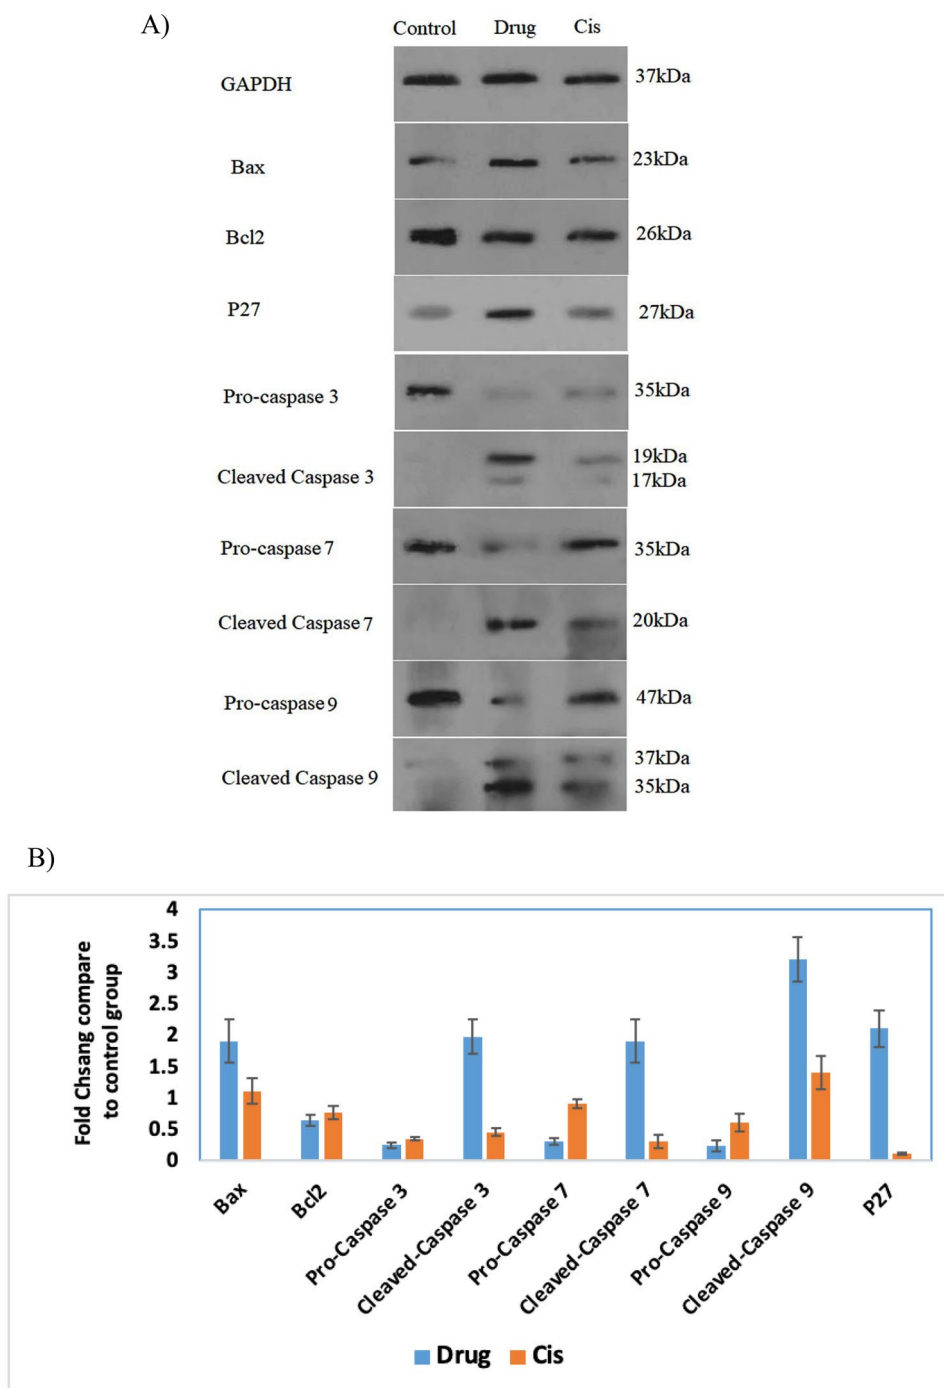 A)
Control Drug Cis
GAPDH 37kDa
Bax 23kDa
Bcl2 26kDa
P27 27kDa
Pro-caspase 3 35kDa
Cleaved Caspase 3 19kDa
17kDa
Pro-caspase 7 35kDa
Cleaved Caspase 7 20kDa
Pro-caspase 9 47kDa
Cleaved Caspase 9 37kDa
35kDa
B)
Fold Chsang compare
to control group
4
3.5
3
2.5
2
1.5
1
0.5
0
Bax
Bcl2
Pro-Caspase 3
Cleaved-Caspase 3
Pro-Caspase 7
Cleaved-Caspase 7
Pro-Caspase 9
Cleaved-Caspase 9
P27
Drug Cis